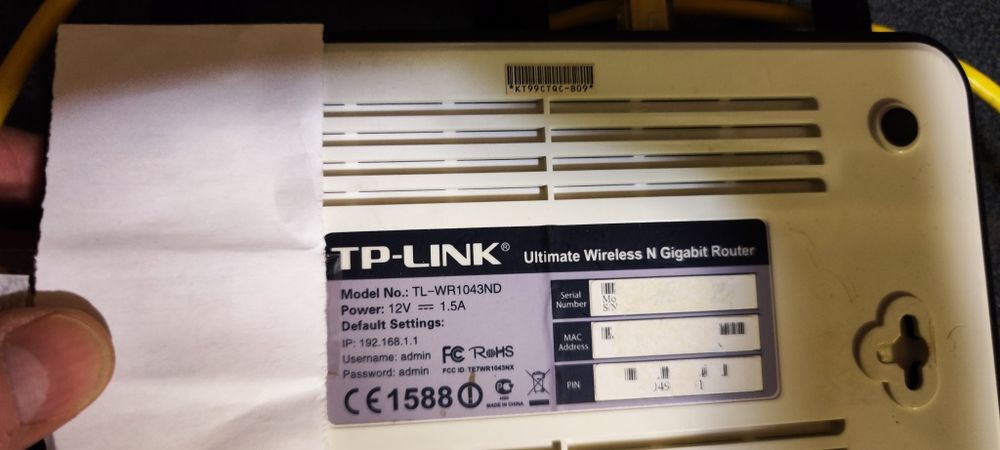 *KT99CTQC-809*
TP-LINK® Ultimate Wireless N Gigabit Router
Model No.: TL-WR1043ND
Power: 12V ⎓ 1.5A
Default Settings:
IP: 192.168.1.1
Username: admin
Password: admin
FC RoHS
FCC ID: TE7WR1043NX
CE1588
MADE IN CHINA
Serial Number
Mo
S/N
MAC Address
PIN